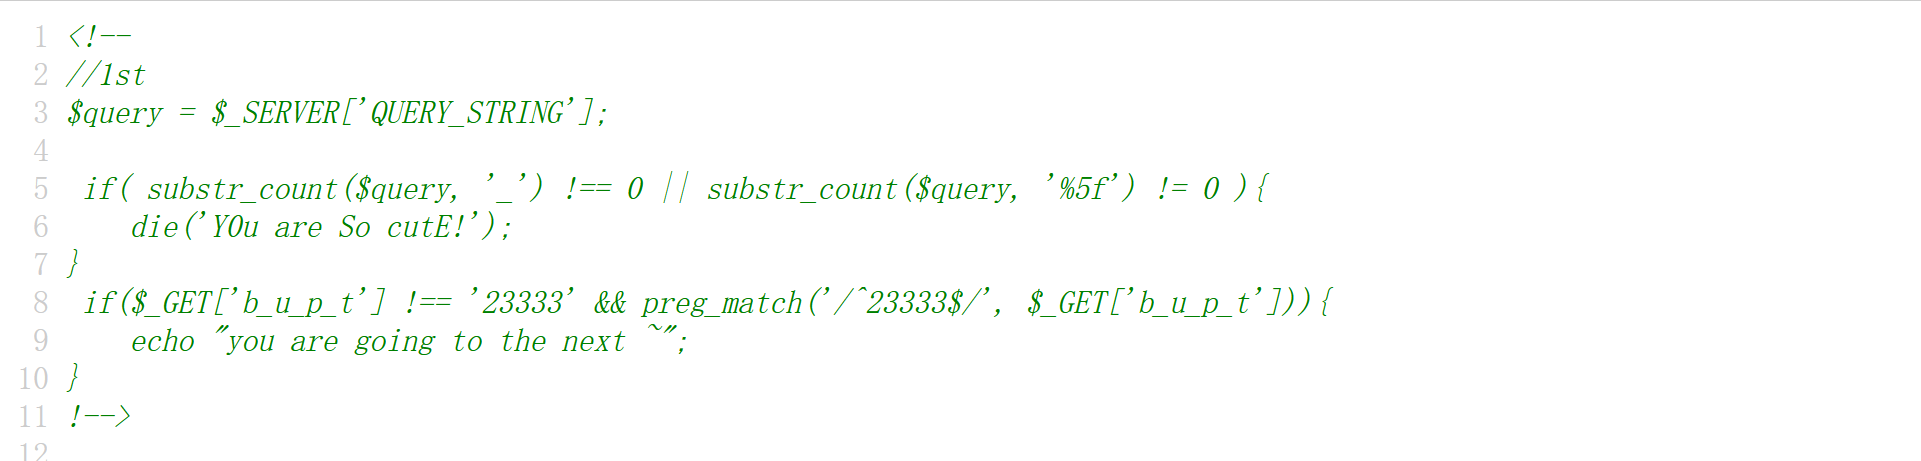 1 <!--
2 //1st
3 $query = $_SERVER['QUERY_STRING'];
4
5  if( substr_count($query, '_') !== 0 || substr_count($query, '%5f') != 0 ){
6     die('Y0u are So cutE!');
7 }
8  if($_GET['b_u_p_t'] !== '23333' && preg_match('/^23333$/', $_GET['b_u_p_t'])){
9     echo "you are going to the next ~";
10 }
11 !-->
12